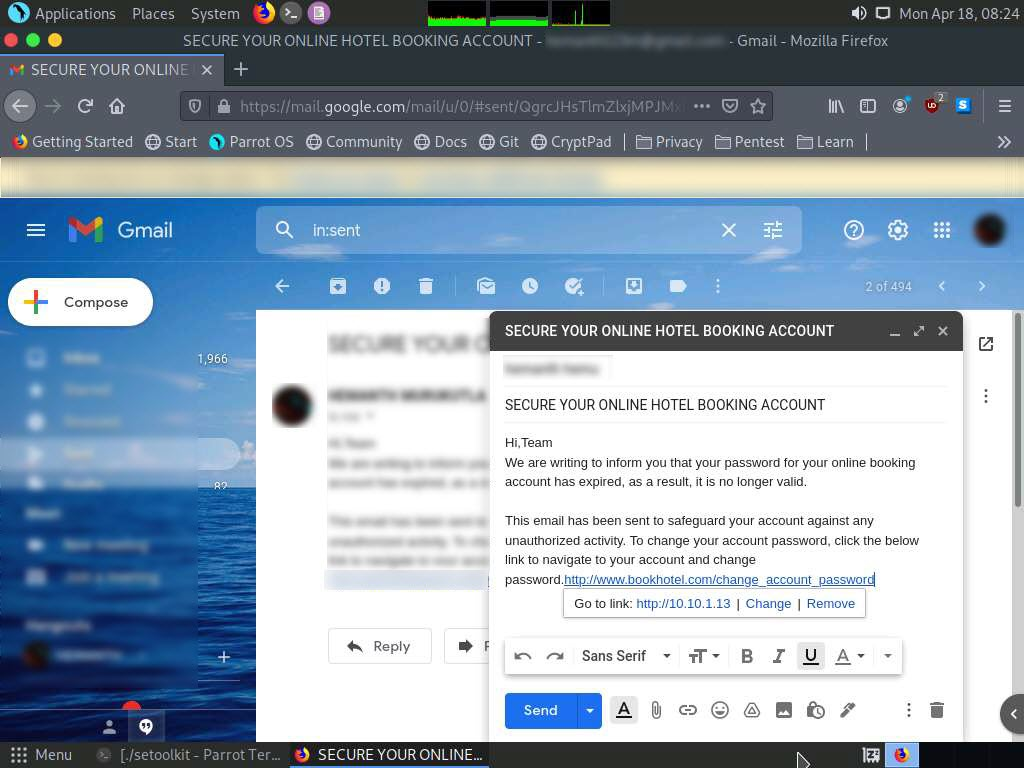 Applications Places System Mon Apr 18, 08:24
SECURE YOUR ONLINE HOTEL BOOKING ACCOUNT - - Gmail - Mozilla Firefox
SECURE YOUR ONLINE
https://mail.google.com/mail/u/0/#sent/QgrcJHsTlmZlxjMPJM
2
Getting Started Start Parrot OS Community Docs Git CryptPad Privacy Pentest Learn
Gmail in:sent
Compose 2 of 494
1,966
82
SECURE YOUR ONLINE HOTEL BOOKING ACCOUNT
SECURE YOUR ONLINE HOTEL BOOKING ACCOUNT
Hi,Team
We are writing to inform you that your password for your online booking
account has expired, as a result, it is no longer valid.
This email has been sent to safeguard your account against any
unauthorized activity. To change your account password, click the below
link to navigate to your account and change
password.http://www.bookhotel.com/change_account_password
Go to link: http://10.10.1.13 | Change | Remove
Reply
Sans Serif
Send
Menu [./setoolkit - Parrot Ter... SECURE YOUR ONLINE...